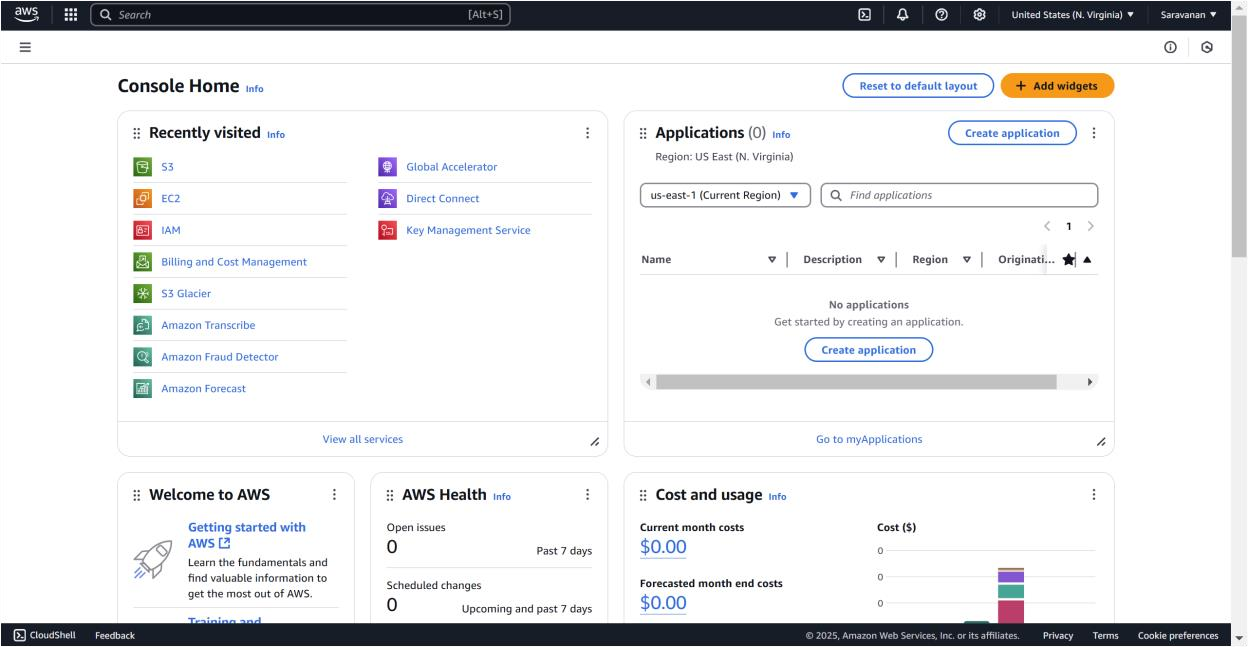 aws
Search [Alt+S]
United States (N. Virginia)
Saravanan
Console Home Info
Reset to default layout
Add widgets
Recently visited Info
S3
EC2
IAM
Billing and Cost Management
S3 Glacier
Amazon Transcribe
Amazon Fraud Detector
Amazon Forecast
Global Accelerator
Direct Connect
Key Management Service
View all services
Applications (0) Info
Create application
Region: US East (N. Virginia)
us-east-1 (Current Region)
Find applications
1
Name Description Region Originati...
No applications
Get started by creating an application.
Create application
Go to myApplications
Welcome to AWS
Getting started with
AWS
Learn the fundamentals and
find valuable information to
get the most out of AWS.
Training and
AWS Health Info
Open issues
0 Past 7 days
Scheduled changes
0 Upcoming and past 7 days
Cost and usage Info
Current month costs
$0.00
Forecasted month end costs
$0.00
Cost ($)
0
0
0
CloudShell Feedback
© 2025, Amazon Web Services, Inc. or its affiliates. Privacy Terms Cookie preferences